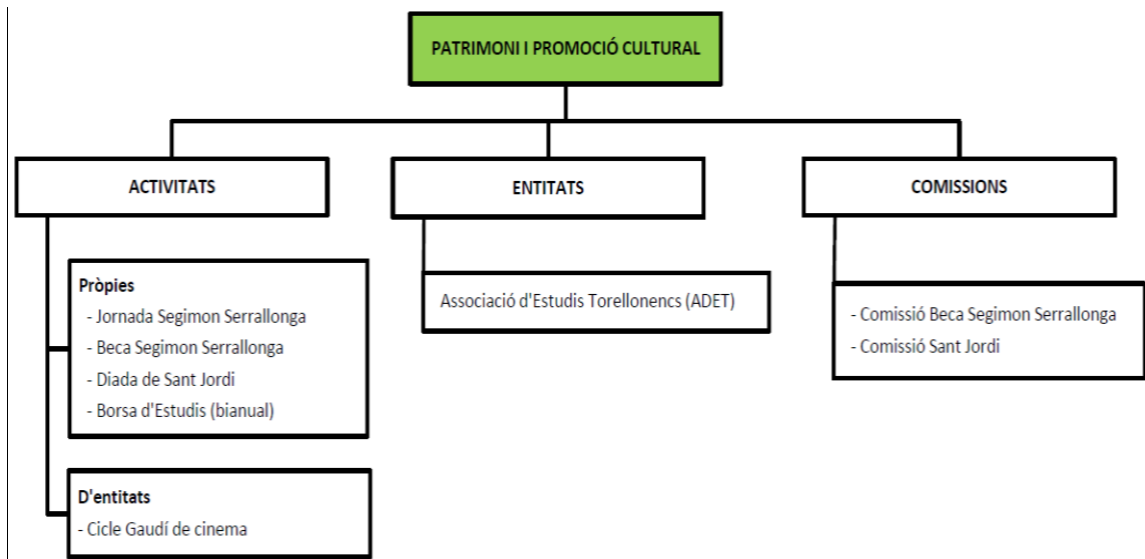 PATRIMONI I PROMOCIÓ CULTURAL
ACTIVITATS
ENTITATS
COMISSIONS
Pròpies
- Jornada Segimon Serrallonga
- Beca Segimon Serrallonga
- Diada de Sant Jordi
- Borsa d'Estudis (bianual)
D'entitats
- Cicle Gaudí de cinema
Associació d'Estudis Torellonencs (ADET)
- Comissió Beca Segimon Serrallonga
- Comissió Sant Jordi